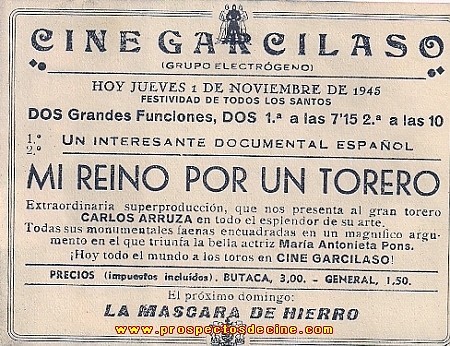 CINE GARCILASO
(GRUPO ELECTRÓGENO)
HOY JUEVES 1 DE NOVIEMBRE DE 1945
FESTIVIDAD DE TODOS LOS SANTOS
DOS Grandes Funciones, DOS 1.ª a las 7'15 2.ª a las 10
1.º UN INTERESANTE DOCUMENTAL ESPAÑOL
2.º
MI REINO POR UN TORERO
Extraordinaria superproducción, que nos presenta al gran torero
CARLOS ARRUZA en todo el esplendor de su arte.
Todas sus monumentales faenas encuadradas en un magnífico argu-
mento en el que triunfa la bella actriz María Antonieta Pons.
¡Hoy todo el mundo a los toros en CINE GARCILASO!
PRECIOS (impuestos incluídos). BUTACA, 3,00. - GENERAL, 1,50.
El próximo domingo:
LA MASCARA DE HIERRO
www.prospectosdecine.com